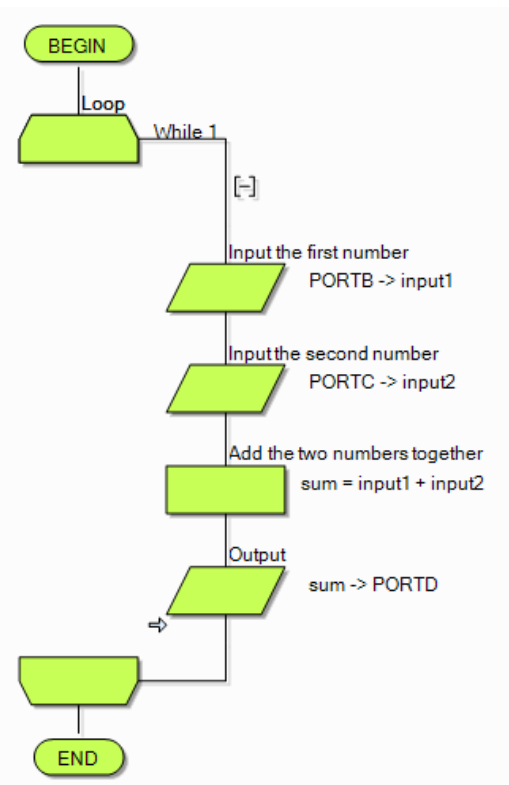 BEGIN
Loop
While 1
[-]
Input the first number
PORTB -> input1
Input the second number
PORTC -> input2
Add the two numbers together
sum = input1 + input2
Output
sum -> PORTD
END